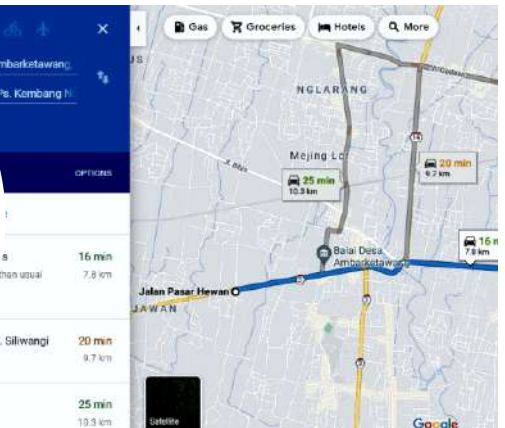 Gas
Groceries
Hotels
More
mbarketawang,
Ps. Kembang N
OPTIONS
16 min
than usual
7.8 km
. Siliwangi
20 min
9.7 km
25 min
10.3 km
NGLARANG
Mejing Lor
K. Bibis
25 min
10.3 km
20 min
9.7 km
16 m
7.8 km
Balai Desa
Ambarketawang
Jalan Pasar Hewan
JAWAN
Satellite
Google